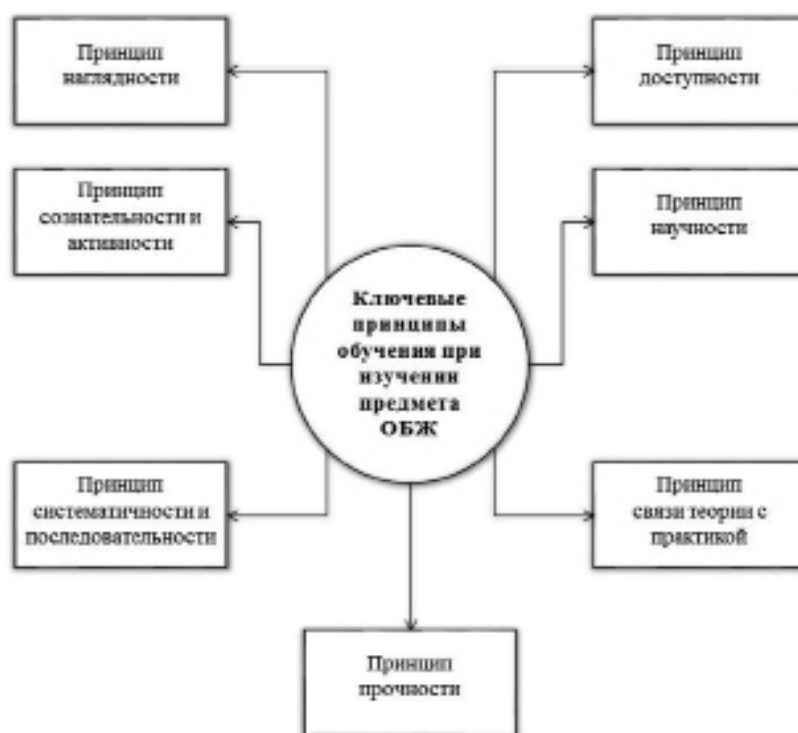 Принцип
наглядности
Принцип
доступности
Принцип
сознательности и
активности
Принцип
научности
Ключевые
принципы
обучения при
изучении
предмета
ОБЖ
Принцип
систематичности и
последовательности
Принцип
связи теории с
практикой
Принцип
прочности